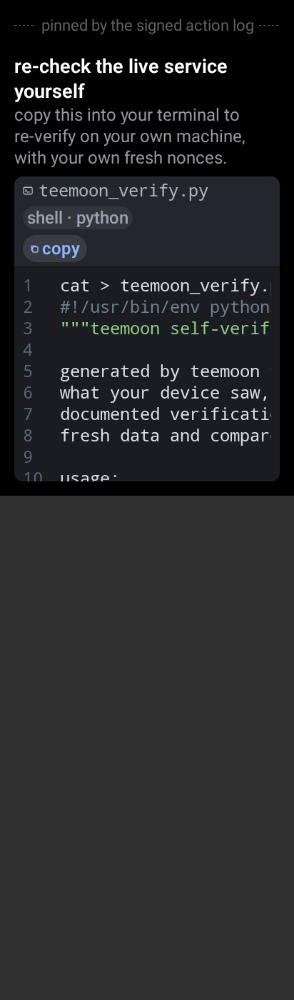 pinned by the signed action log
re-check the live service
yourself
copy this into your terminal to
re-verify on your own machine,
with your own fresh nonces.
teemoon_verify.py
shell · python
copy
1 cat > teemoon_verify.
2 #!/usr/bin/env python
3 """teemoon self-verif
4
5 generated by teemoon
6 what your device saw,
7 documented verificati
8 fresh data and compar
9
10 usage: